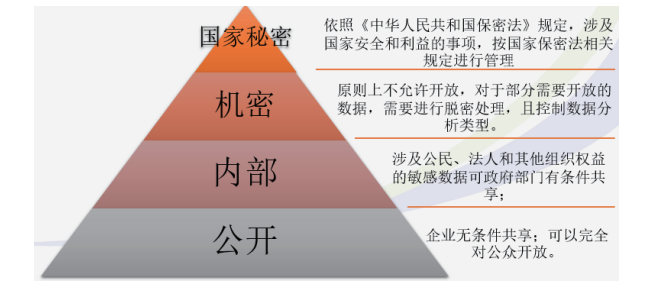 国家秘密
依照《中华人民共和国保密法》规定，涉及
国家安全和利益的事项，按国家保密法相关
规定进行管理
机密
原则上不允许开放，对于部分需要开放的
数据，需要进行脱密处理，且控制数据分
析类型。
内部
涉及公民、法人和其他组织权益
的敏感数据可政府部门有条件共
享；
公开
企业无条件共享；可以完全
对公众开放。